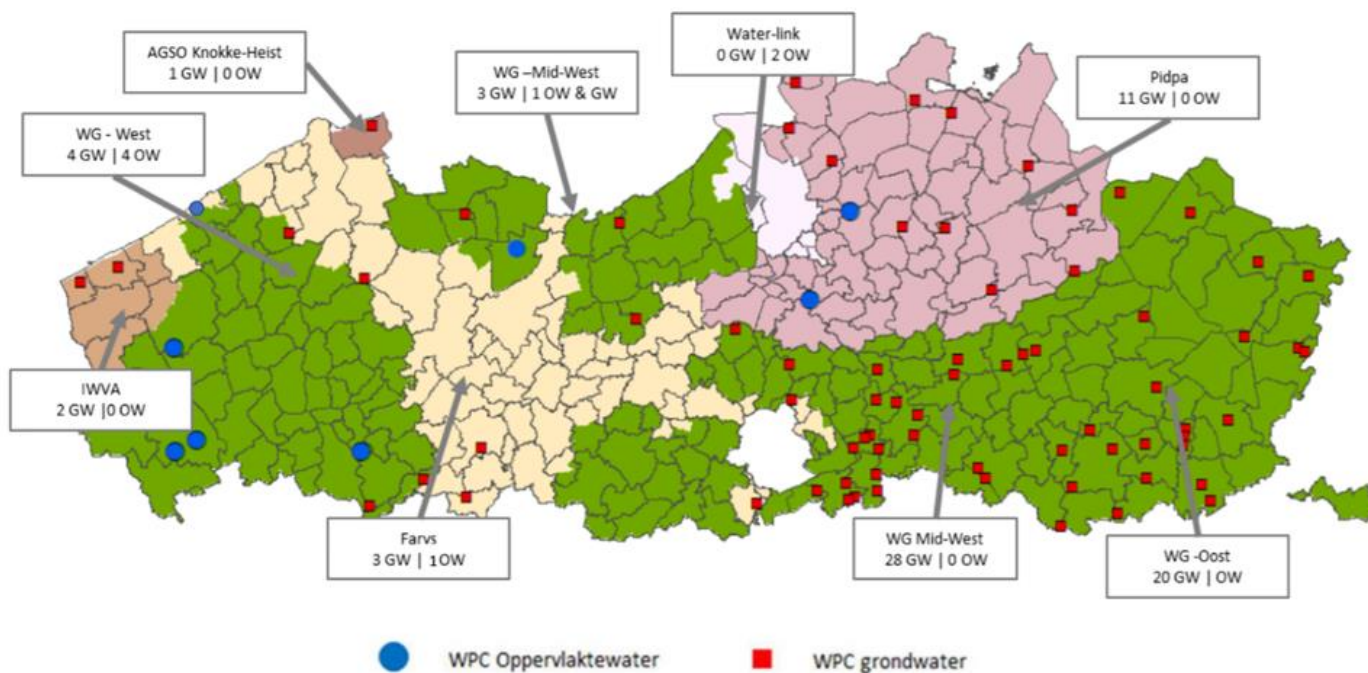 AGSO Knokke-Heist
1 GW | 0 OW
WG - West
4 GW | 4 OW
WG –Mid-West
3 GW | 1 OW & GW
Water-link
0 GW | 2 OW
Pidpa
11 GW | 0 OW
IWVA
2 GW |0 OW
Farvs
3 GW | 1 OW
WG Mid-West
28 GW | 0 OW
WG -Oost
20 GW | OW
WPC Oppervlaktewater
WPC grondwater